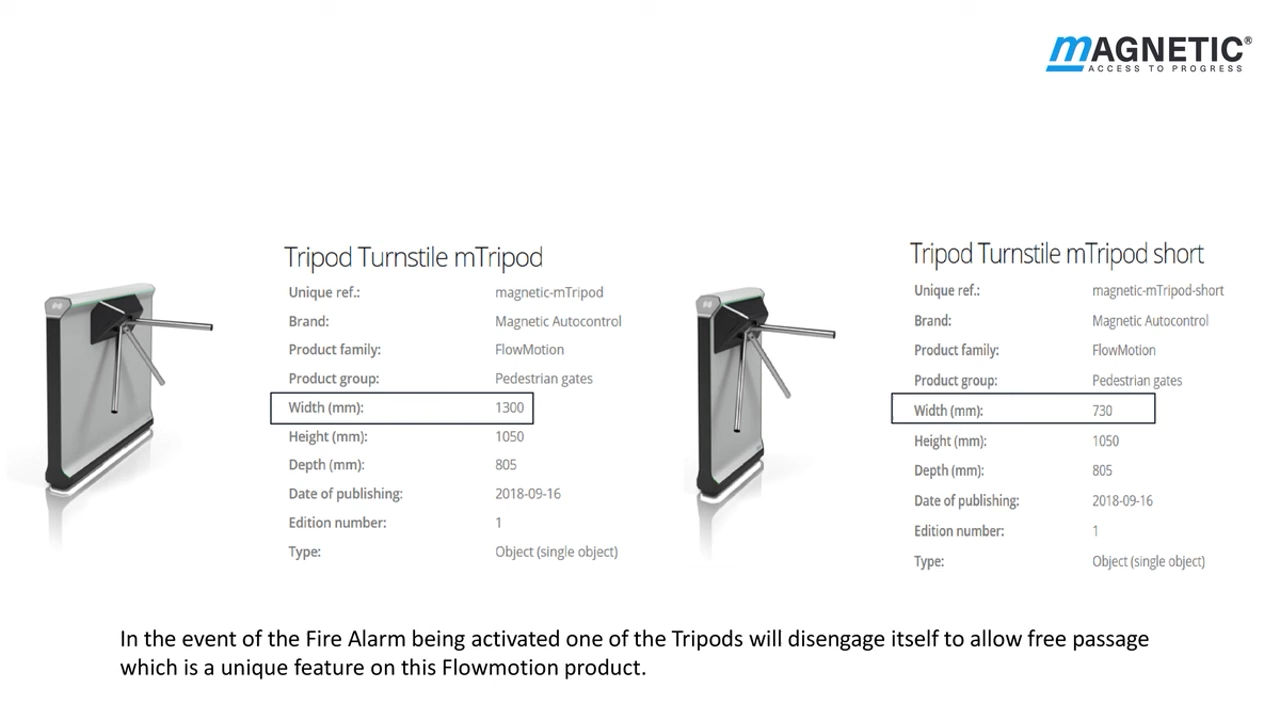 mAGNETIC®
ACCESS TO PROGRESS
Tripod Turnstile mTripod
Unique ref.: magnetic-mTripod
Brand: Magnetic Autocontrol
Product family: FlowMotion
Product group: Pedestrian gates
Width (mm): 1300
Height (mm): 1050
Depth (mm): 805
Date of publishing: 2018-09-16
Edition number: 1
Type: Object (single object)
Tripod Turnstile mTripod short
Unique ref.: magnetic-mTripod-short
Brand: Magnetic Autocontrol
Product family: FlowMotion
Product group: Pedestrian gates
Width (mm): 730
Height (mm): 1050
Depth (mm): 805
Date of publishing: 2018-09-16
Edition number: 1
Type: Object (single object)
In the event of the Fire Alarm being activated one of the Tripods will disengage itself to allow free passage
which is a unique feature on this Flowmotion product.